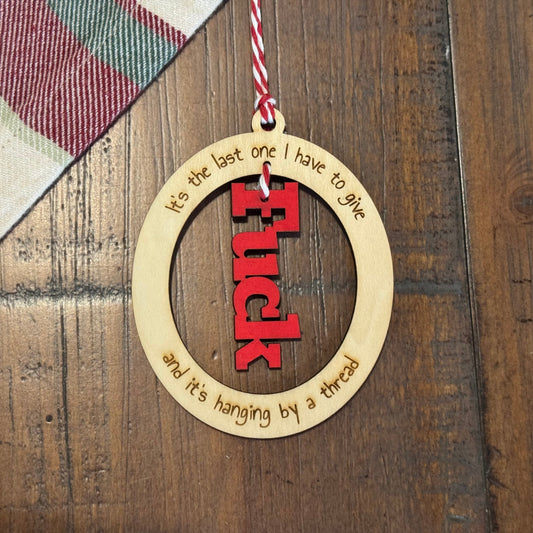 It's the last one I have to give
Fuck
and it's hanging by a thread